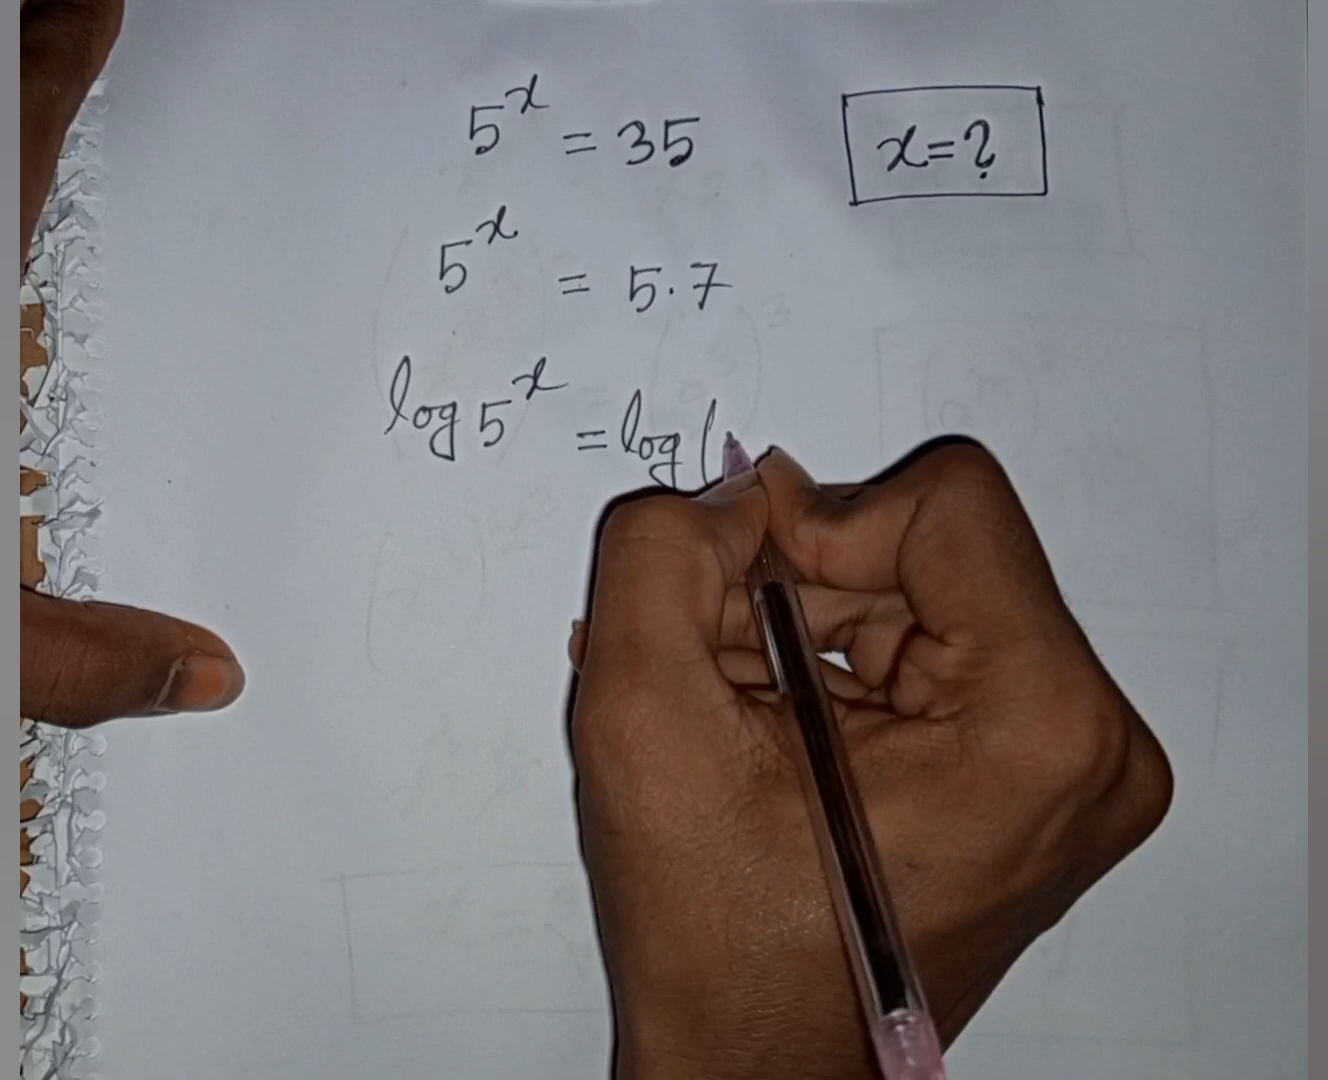 5^x = 35
x=?
5^x = 5.7
log 5^x = log (